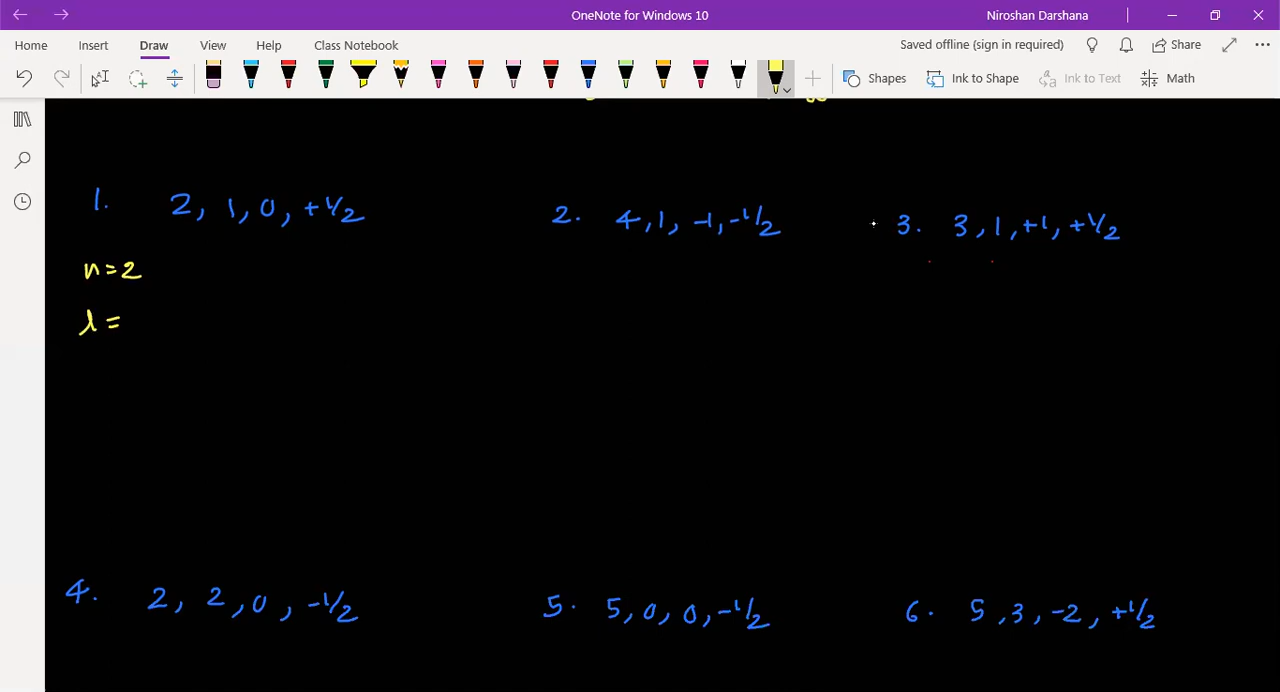 OneNote for Windows 10
Niroshan Darshana
Home Insert Draw View Help Class Notebook
Saved offline (sign in required)
Share
Shapes
Ink to Shape
Ink to Text
Math
1. 2, 1, 0, +1/2
2. 4, 1, -1, -1/2
3. 3, 1, +1, +1/2
n = 2
l =
4. 2, 2, 0, -1/2
5. 5, 0, 0, -1/2
6. 5, 3, -2, +1/2